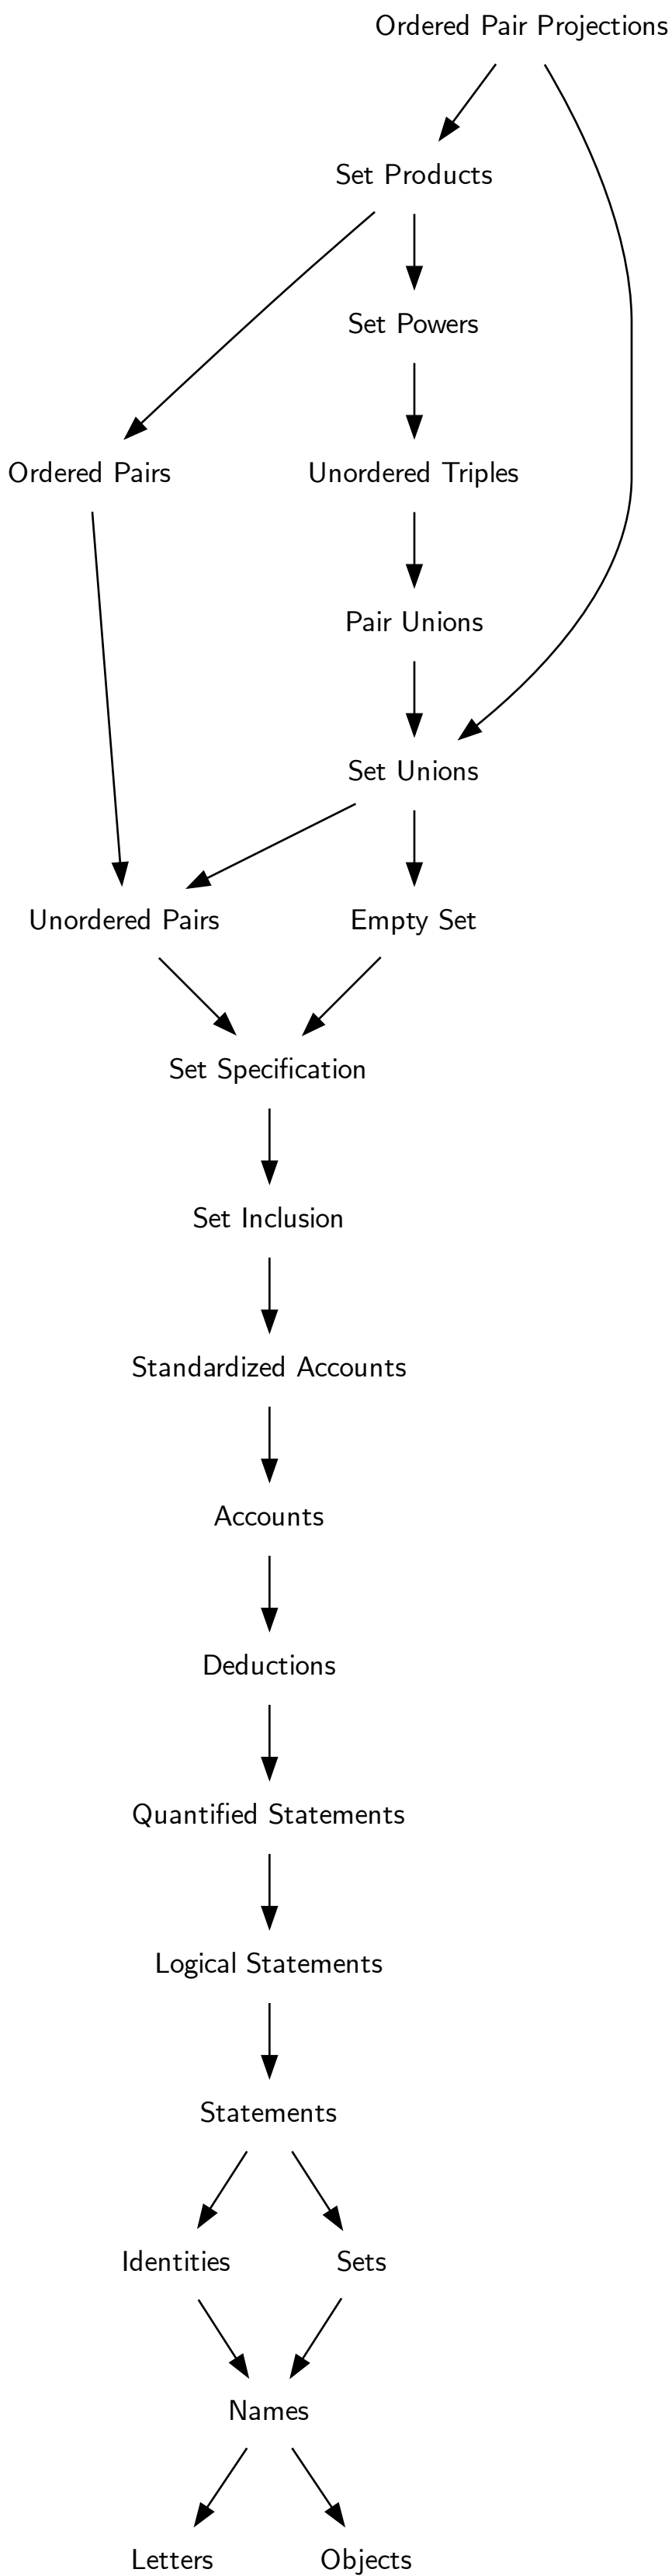 Ordered Pair Projections
Set Products
Set Powers
Ordered Pairs
Unordered Triples
Pair Unions
Set Unions
Unordered Pairs
Empty Set
Set Specification
Set Inclusion
Standardized Accounts
Accounts
Deductions
Quantified Statements
Logical Statements
Statements
Identities
Sets
Names
Letters
Objects